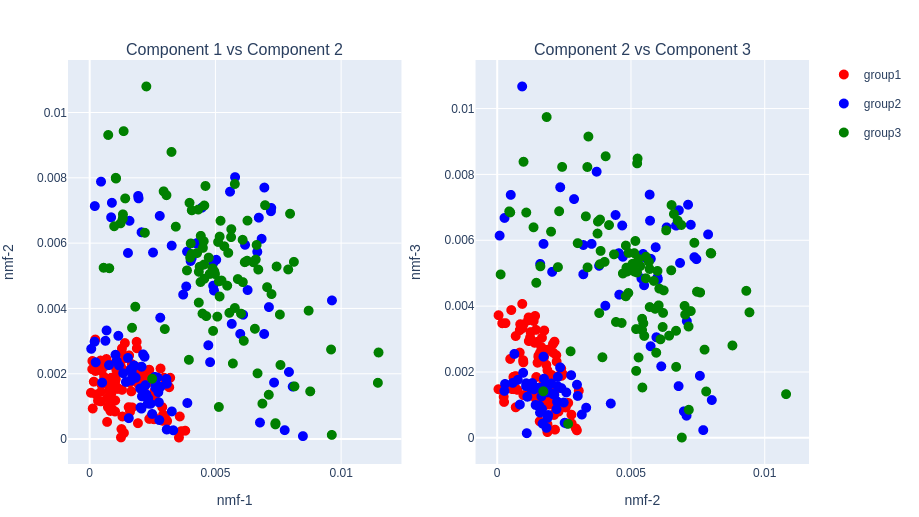 Component 1 vs Component 2
Component 2 vs Component 3
group1
group2
group3
nmf-2
0.01
0.008
0.006
0.004
0.002
0
0
0.005
0.01
nmf-1
nmf-3
0.01
0.008
0.006
0.004
0.002
0
0
0.005
0.01
nmf-2